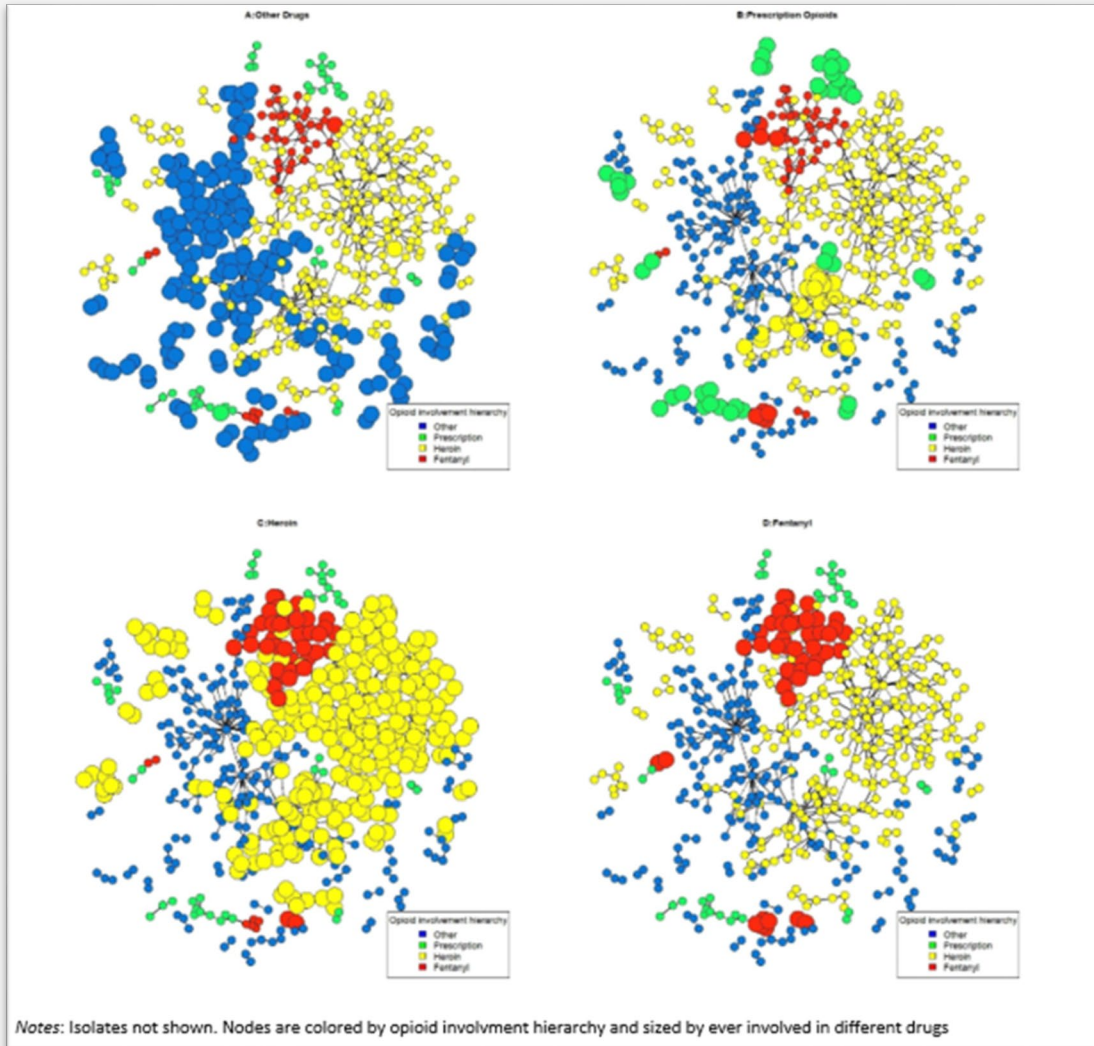 A:Other Drugs
B:Prescription Opioids
Opioid involvement hierarchy
Other
Prescription
Heroin
Fentanyl
Opioid involvement hierarchy
Other
Prescription
Heroin
Fentanyl
C:Heroin
D:Fentanyl
Opioid involvement hierarchy
Other
Prescription
Heroin
Fentanyl
Opioid involvement hierarchy
Other
Prescription
Heroin
Fentanyl
Notes: Isolates not shown. Nodes are colored by opioid involvment hierarchy and sized by ever involved in different drugs